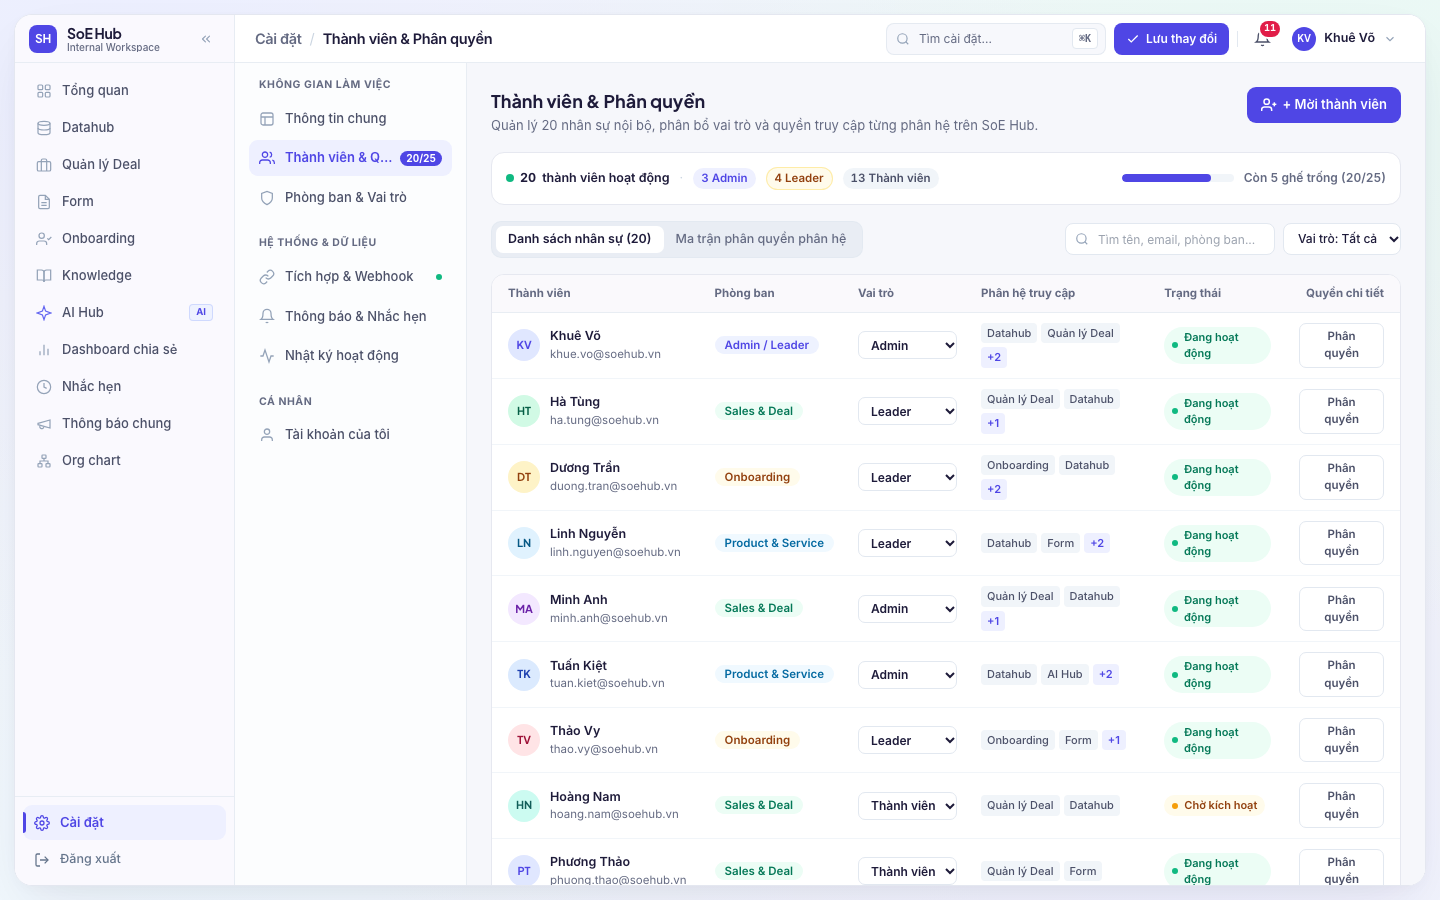 SH
SoEHub
Internal Workspace
Tổng quan
Datahub
Quản lý Deal
Form
Onboarding
Knowledge
AI Hub
AI
Dashboard chia sẻ
Nhắc hẹn
Thông báo chung
Org chart
Cài đặt
Đăng xuất
Cài đặt / Thành viên & Phân quyền
Tìm cài đặt...
⌘K
Lưu thay đổi
11
KV
Khuê Võ
KHÔNG GIAN LÀM VIỆC
Thông tin chung
Thành viên & Q...
20/25
Phòng ban & Vai trò
HỆ THỐNG & DỮ LIỆU
Tích hợp & Webhook
Thông báo & Nhắc hẹn
Nhật ký hoạt động
CÁ NHÂN
Tài khoản của tôi
Thành viên & Phân quyền
Quản lý 20 nhân sự nội bộ, phân bổ vai trò và quyền truy cập từng phân hệ trên SoE Hub.
+ Mời thành viên
20 thành viên hoạt động · 3 Admin 4 Leader 13 Thành viên
Còn 5 ghế trống (20/25)
Danh sách nhân sự (20)
Ma trận phân quyền phân hệ
Tìm tên, email, phòng ban...
Vai trò: Tất cả
Thành viên Phòng ban Vai trò Phân hệ truy cập Trạng thái Quyền chi tiết
KV
Khuê Võ
khue.vo@soehub.vn
Admin / Leader
Admin
Datahub Quản lý Deal
+2
Đang hoạt
động
Phân
quyền
HT
Hà Tùng
ha.tung@soehub.vn
Sales & Deal
Leader
Quản lý Deal Datahub
+1
Đang hoạt
động
Phân
quyền
DT
Dương Trần
duong.tran@soehub.vn
Onboarding
Leader
Onboarding Datahub
+2
Đang hoạt
động
Phân
quyền
LN
Linh Nguyễn
linh.nguyen@soehub.vn
Product & Service
Leader
Datahub Form +2
Đang hoạt
động
Phân
quyền
MA
Minh Anh
minh.anh@soehub.vn
Sales & Deal
Admin
Quản lý Deal Datahub
+1
Đang hoạt
động
Phân
quyền
TK
Tuấn Kiệt
tuan.kiet@soehub.vn
Product & Service
Admin
Datahub AI Hub +2
Đang hoạt
động
Phân
quyền
TV
Thảo Vy
thao.vy@soehub.vn
Onboarding
Leader
Onboarding Form +1
Đang hoạt
động
Phân
quyền
HN
Hoàng Nam
hoang.nam@soehub.vn
Sales & Deal
Thành viên
Quản lý Deal Datahub
Chờ kích hoạt
Phân
quyền
PT
Phương Thảo
phuong.thao@soehub.vn
Sales & Deal
Thành viên
Quản lý Deal Form
Đang hoạt
động
Phân
quyền